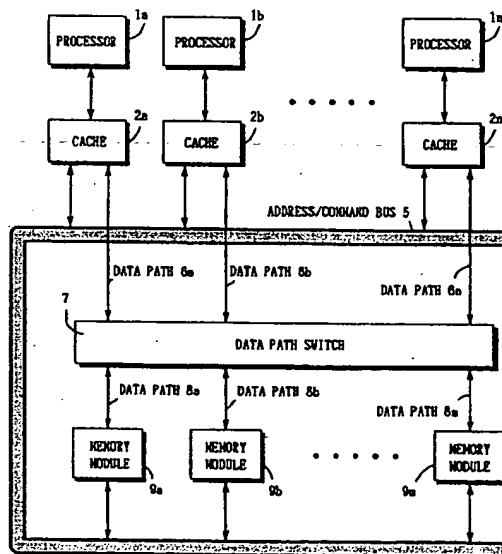 1a
1b
1n
PROCESSOR
PROCESSOR
PROCESSOR
2a
2b
2n
CACHE
CACHE
CACHE
ADDRESS/COMMAND BUS 5
DATA PATH 6a
DATA PATH 6b
DATA PATH 6n
7
DATA PATH SWITCH
DATA PATH 8a
DATA PATH 8b
DATA PATH 8m
MEMORY
MODULE
MEMORY
MODULE
MEMORY
MODULE
9a
9b
9m